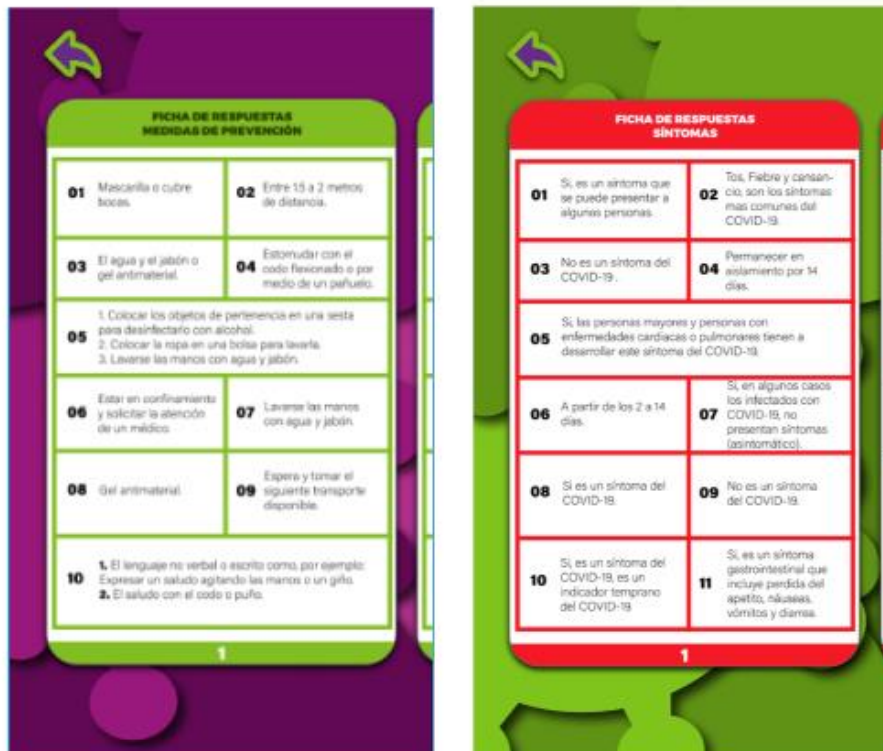 FICHA DE RESPUESTAS
MEDIDAS DE PREVENCIÓN
01 Mascarilla o cubre
bocas.
02 Entre 1.5 a 2 metros
de distancia.
03 El agua y el jabón o
gel antimaterial.
04 Estornudar con el
codo flexionado o por
medio de un pañuelo.
05 1. Colocar los objetos de pertenencia en una sesta
para desinfectarlo con alcohol.
2. Colocar la ropa en una bolsa para lavarla.
3. Lavarse las manos con agua y jabón.
06 Estar en confinamiento
y solicitar la atención
de un médico.
07 Lavarse las manos
con agua y jabón.
08 Gel antimaterial.
09 Espera y tomar el
siguiente transporte
disponible.
10 1. El lenguaje no verbal o escrito como, por ejemplo:
Expresar un saludo agitando las manos o un giño.
2. El saludo con el codo o puño.
1
FICHA DE RESPUESTAS
SÍNTOMAS
01 Si, es un síntoma que
se puede presentar a
algunos personas.
02 Tos, Fiebre y cansan-
cio, son los síntomas
mas comunes del
COVID-19.
03 No es un síntoma del
COVID-19 .
04 Permanecer en
aislamiento por 14
días.
05 Si, las personas mayores y personas con
enfermedades cardiacas o pulmonares tienen a
desarrollar este síntoma del COVID-19.
06 A partir de los 2 a 14
días.
07 Si, en algunos casos
los infectados con
COVID-19, no
presentan síntomas
(asintomático).
08 Si es un síntoma del
COVID-19.
09 No es un síntoma
del COVID-19.
10 Si, es un síntoma del
COVID-19, es un
indicador temprano
del COVID-19.
11 Si, es un síntoma
gastrointestinal que
incluye perdida del
apetito, náuseas,
vómitos y diarrea.
1